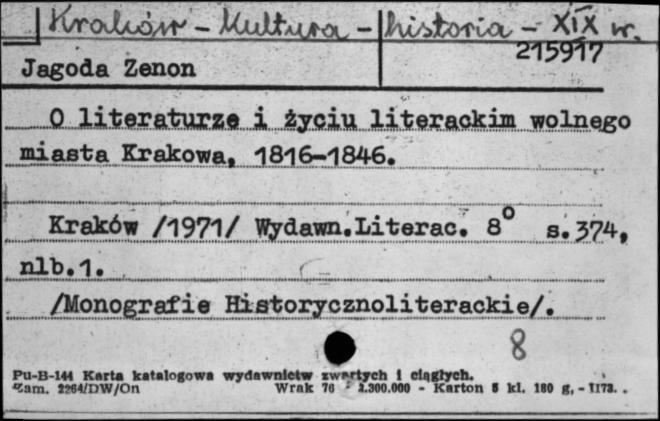 Kraków - Kultura - historia - XIX w.
215917
Jagoda Zenon
O literaturze i życiu literackim wolnego
miasta Krakowa, 1816-1846.
Kraków /1971/ Wydawn.Literac. 8° s.374,
nlb.1.
/Monografie Historycznoliterackie/.
8
Pu-B-144 Karta katalogowa wydawnictw zwartych i ciągłych.
Zam. 2264/DW/On Wrak 76 2.300.000 - Karton 5 kl. 180 g. - 1173.